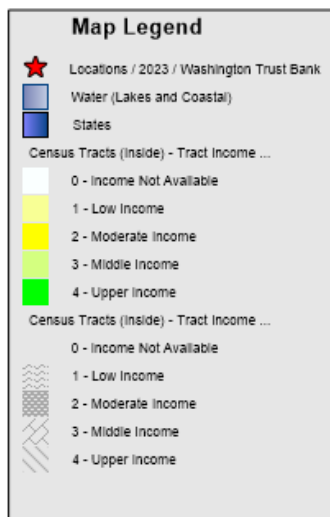 Map Legend
Locations / 2023 / Washington Trust Bank
Water (Lakes and Coastal)
States
Census Tracts (Inside) - Tract Income ...
0 - Income Not Available
1 - Low Income
2 - Moderate Income
3 - Middle Income
4 - Upper Income
Census Tracts (Inside) - Tract Income ...
0 - Income Not Available
1 - Low Income
2 - Moderate Income
3 - Middle Income
4 - Upper Income